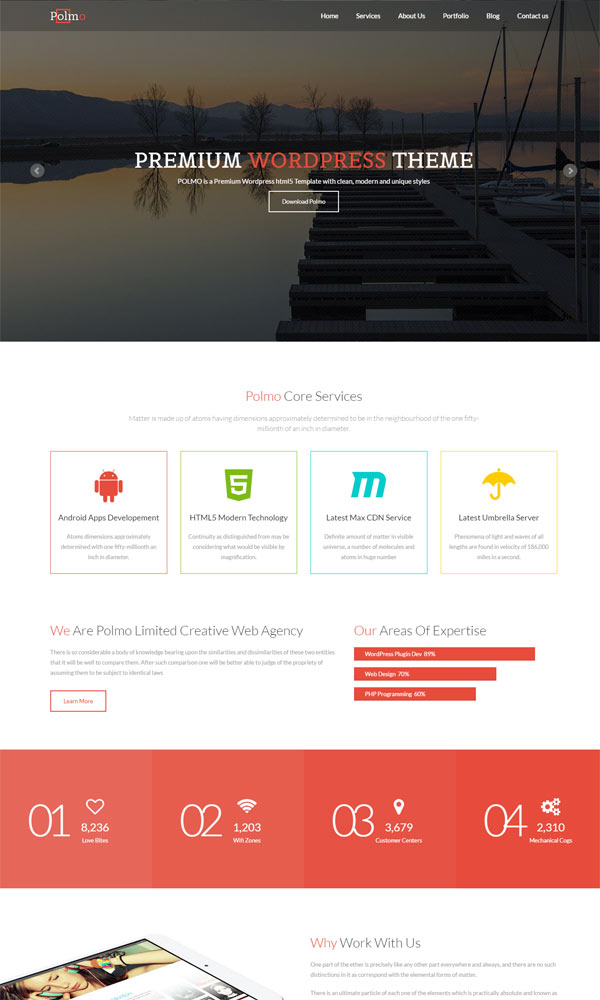 Polmo
Home Services About Us Portfolio Blog Contact us
PREMIUM WORDPRESS THEME
POLMO is a Premium Wordpress html5 Template with clean, modern and unique styles
Download Polmo
Polmo Core Services
Matter is made up of atoms having dimensions approximately determined to be in the neighbourhood of the one fifty-
millionth of an inch in diameter.
Android Apps Developement
Atoms dimensions approximately
determined with one fifty-millionth an
inch in diameter.
HTML5 Modern Technology
Continuity as distinguished from may be
considering what would be visible by
magnification.
Latest Max CDN Service
Definite amount of matter in visible
universe, a number of molecules and
atoms in huge number
Latest Umbrella Server
Phenomena of light and waves of all
lengths are found in velocity of 186,000
miles in a second.
We Are Polmo Limited Creative Web Agency
There is so considerable a body of knowledge bearing upon the similarities and dissimilarities of these two entities
that it will be well to compare them. After such comparison one will be better able to judge of the propriety of
assuming them to be subject to identical laws
Learn More
Our Areas Of Expertise
WordPress Plugin Dev 89%
Web Design 70%
PHP Programming 60%
01
8,236
Love Bites
02
1,203
Wifi Zones
03
3,679
Customer Centers
04
2,310
Mechanical Cogs
Why Work With Us
One part of the ether is precisely like any other part everywhere and always, and there are no such
distinctions in it as correspond with the elemental forms of matter.
There is an ultimate particle of each one of the elements which is practically absolute and known as